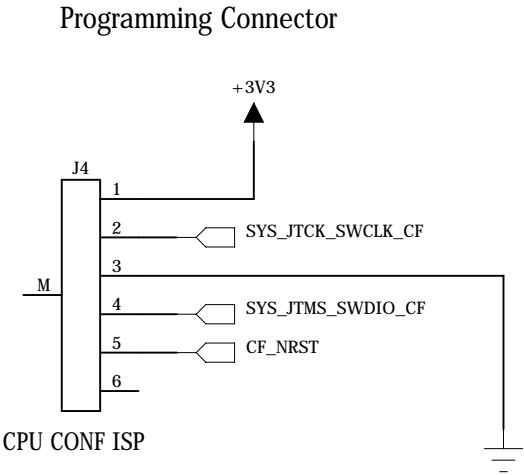 Programming Connector
+3V3
J4
1
2 SYS_JTCK_SWCLK_CF
3
M
4 SYS_JTMS_SWDIO_CF
5 CF_NRST
6
CPU CONF ISP